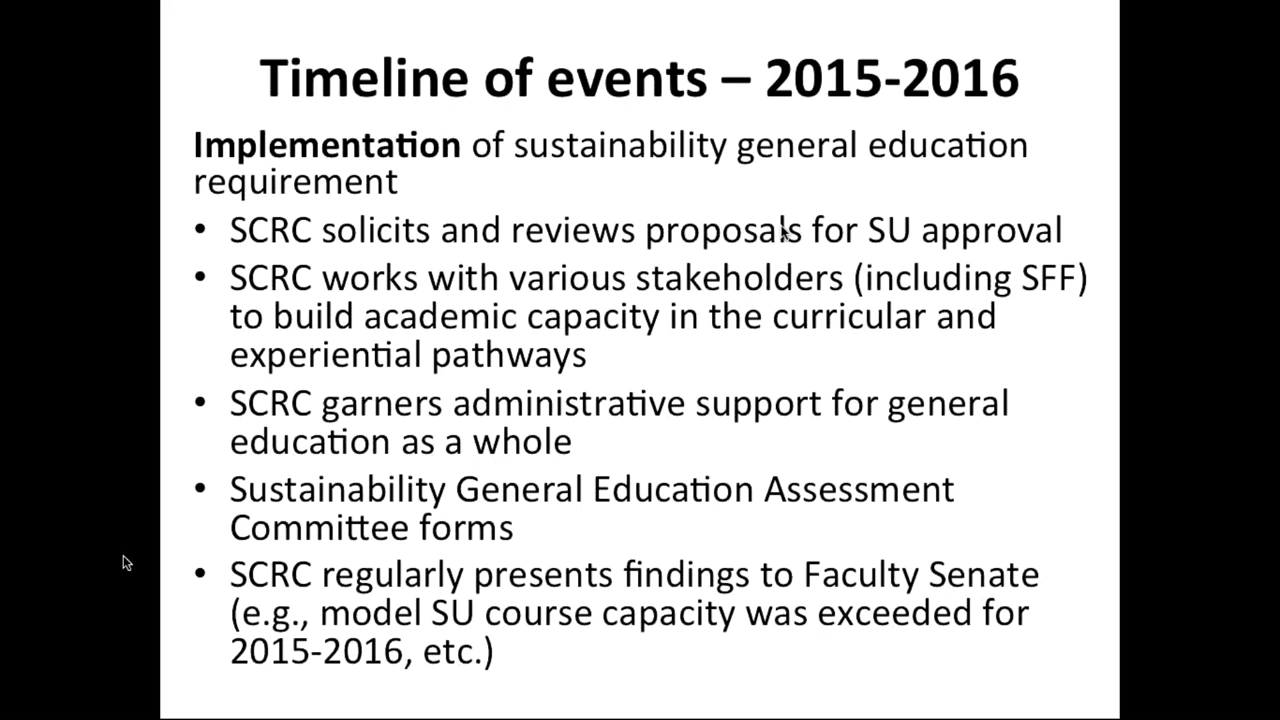 Timeline of events – 2015-2016
Implementation of sustainability general education
requirement
• SCRC solicits and reviews proposals for SU approval
• SCRC works with various stakeholders (including SFF)
to build academic capacity in the curricular and
experiential pathways
• SCRC garners administrative support for general
education as a whole
• Sustainability General Education Assessment
Committee forms
• SCRC regularly presents findings to Faculty Senate
(e.g., model SU course capacity was exceeded for
2015-2016, etc.)